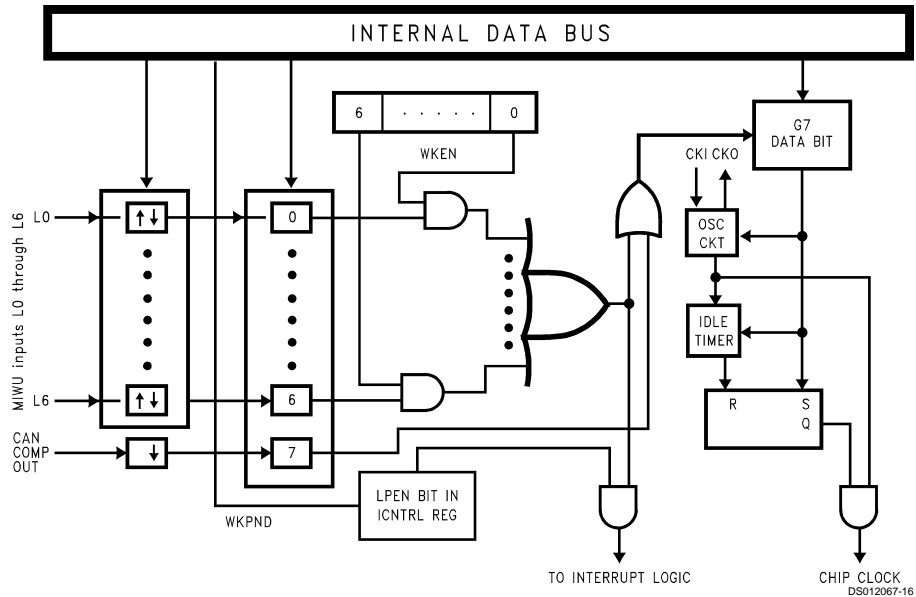 INTERNAL DATA BUS
6 · · · · · 0
WKEN
G7
DATA BIT
CKI CKO
OSC
CKT
MIWU inputs L0 through L6
L0
0
IDLE
TIMER
L6
6
R S
Q
CAN
COMP
OUT
7
LPEN BIT IN
ICNTRL REG
WKPND
TO INTERRUPT LOGIC
CHIP CLOCK
DS012067-16